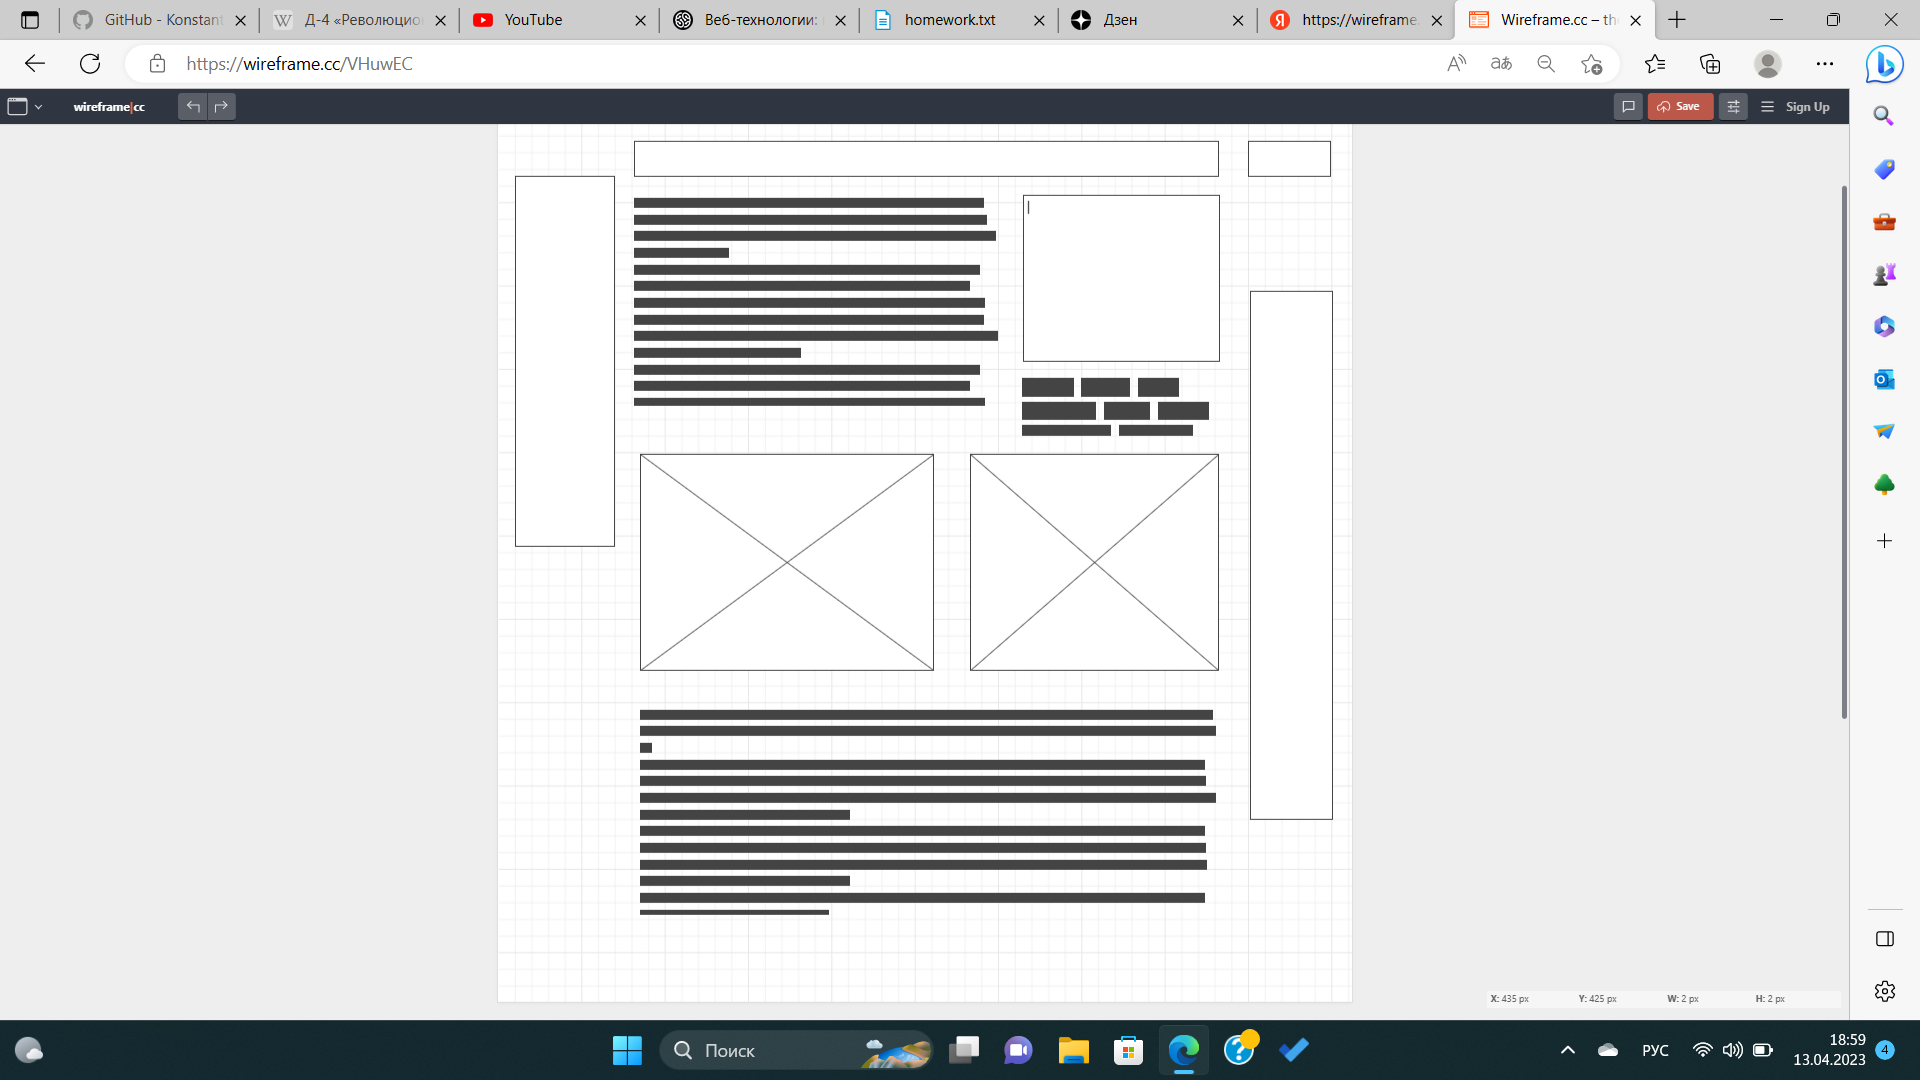 GitHub - Konstan
Д-4 «Революцио
YouTube
Веб-технологии:
homework.txt
Дзен
https://wireframe.
Wireframe.cc – th
https://wireframe.cc/VHuwEC
wireframe|cc
Save
Sign Up
X: 435 px Y: 425 px W: 2 px H: 2 px
Поиск
РУС
18:59
13.04.2023
4